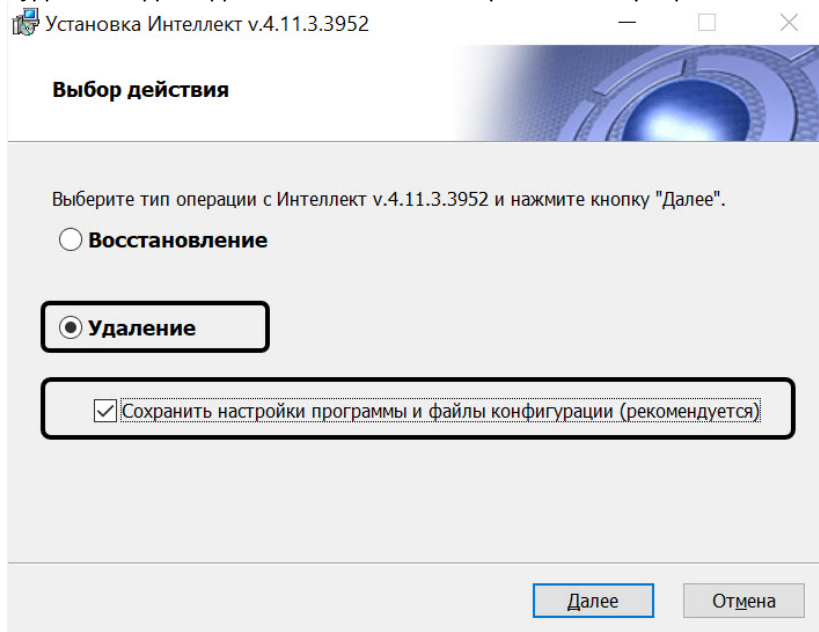 Установка Интеллект v.4.11.3.3952
Выбор действия
Выберите тип операции с Интеллект v.4.11.3.3952 и нажмите кнопку "Далее".
Восстановление
Удаление
Сохранить настройки программы и файлы конфигурации (рекомендуется)
Далее
Отмена